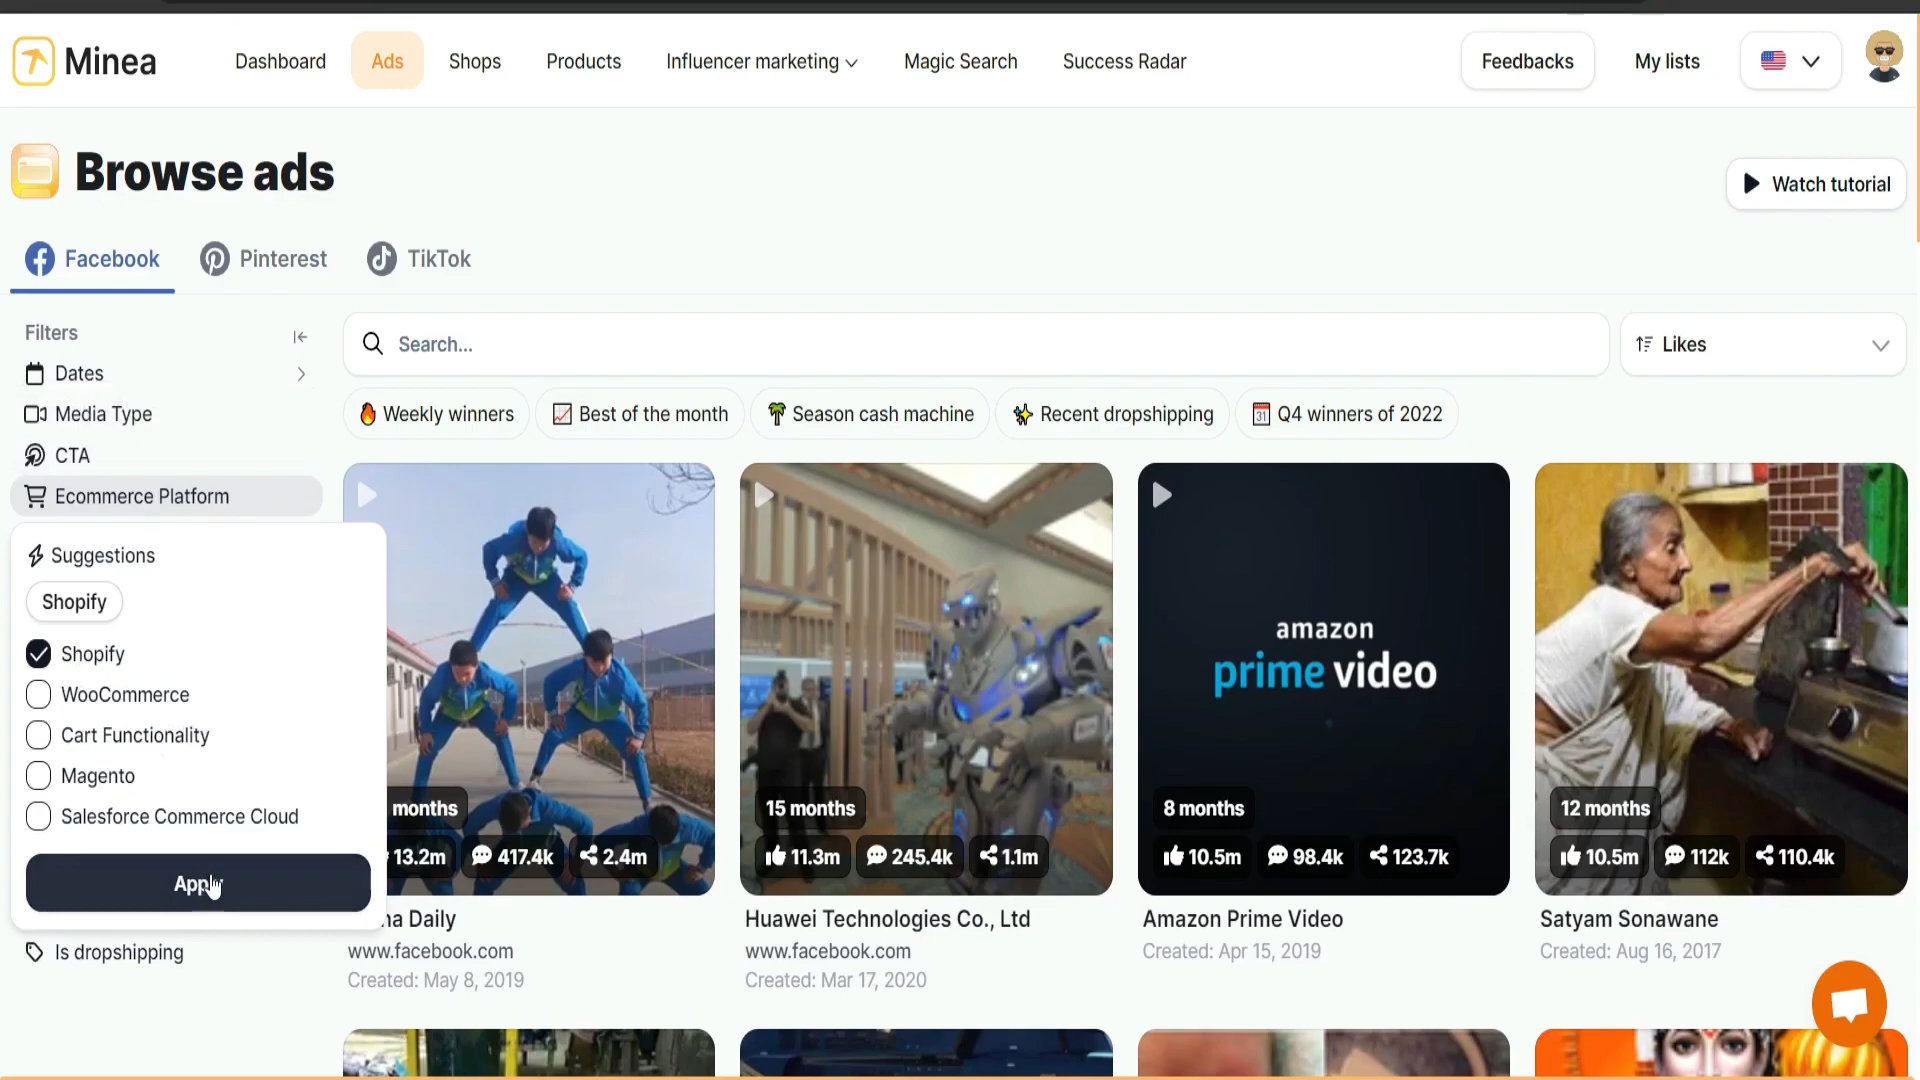 Minea
Dashboard
Ads
Shops
Products
Influencer marketing
Magic Search
Success Radar
Feedbacks
My lists
Browse ads
Watch tutorial
Facebook
Pinterest
TikTok
Filters
Dates
Media Type
CTA
Ecommerce Platform
Suggestions
Shopify
Shopify
WooCommerce
Cart Functionality
Magento
Salesforce Commerce Cloud
Apply
Is dropshipping
Search...
Likes
Weekly winners
Best of the month
Season cash machine
Recent dropshipping
31 Q4 winners of 2022
months
13.2m 417.4k 2.4m
Daily
www.facebook.com
Created: May 8, 2019
15 months
11.3m 245.4k 1.1m
Huawei Technologies Co., Ltd
www.facebook.com
Created: Mar 17, 2020
amazon
prime video
8 months
10.5m 98.4k 123.7k
Amazon Prime Video
Created: Apr 15, 2019
12 months
10.5m 112k 110.4k
Satyam Sonawane
Created: Aug 16, 2017